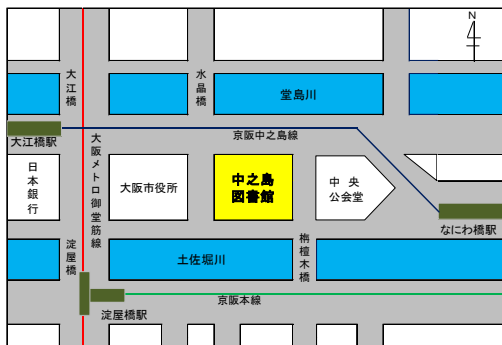 N
大江橋
水晶橋
堂島川
大江橋駅
京阪中之島線
大阪メトロ御堂筋線
日本銀行
大阪市役所
中之島
図書館
中央
公会堂
なにわ橋駅
淀屋橋
土佐堀川
栴檀木橋
京阪本線
淀屋橋駅